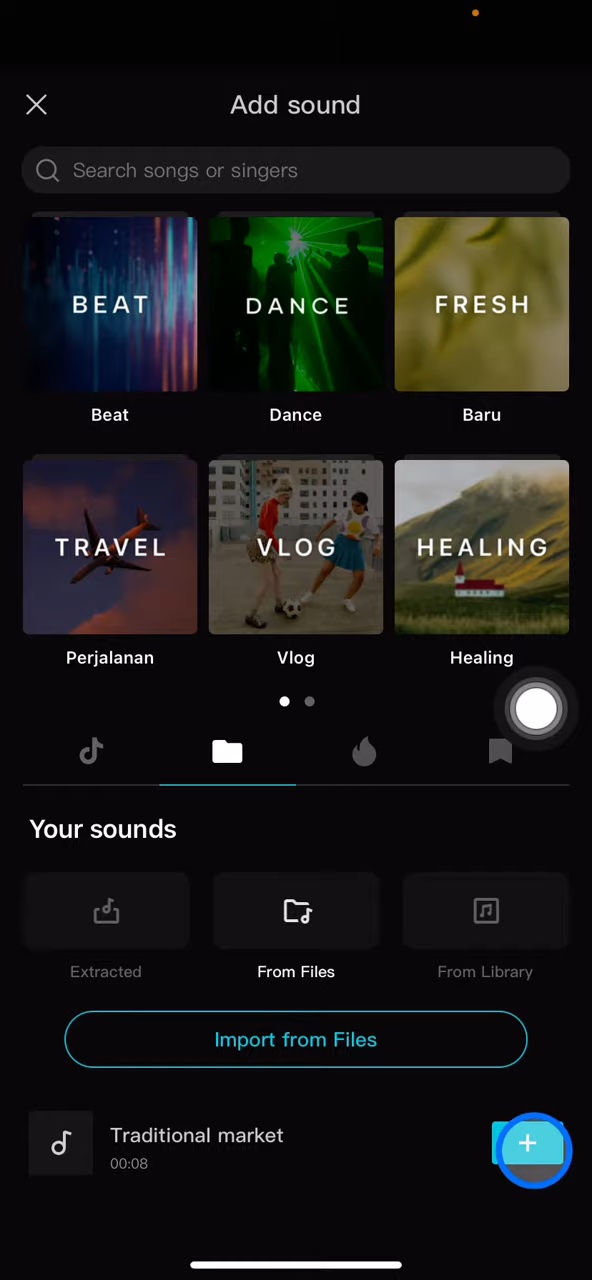 Add sound
Search songs or singers
BEAT
DANCE
FRESH
Beat
Dance
Baru
TRAVEL
VLOG
HEALING
Perjalanan
Vlog
Healing
Your sounds
Extracted
From Files
From Library
Import from Files
Traditional market
00:08